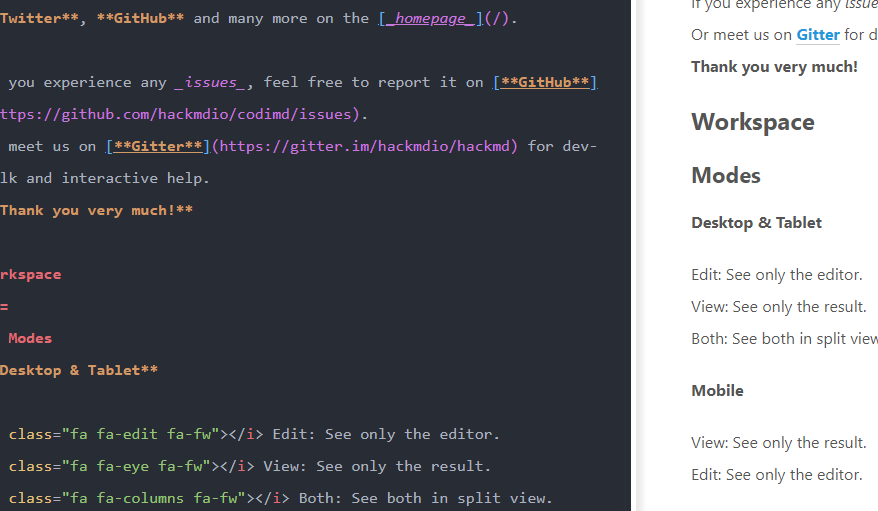 Twitter**, **GitHub** and many more on the [_homepage_](/).
you experience any _issues_, feel free to report it on [**GitHub**]
ttps://github.com/hackmdio/codimd/issues).
meet us on [**Gitter**](https://gitter.im/hackmdio/hackmd) for dev-
lk and interactive help.
Thank you very much!**
rkspace
=
Modes
Desktop & Tablet**
class="fa fa-edit fa-fw"></i> Edit: See only the editor.
class="fa fa-eye fa-fw"></i> View: See only the result.
class="fa fa-columns fa-fw"></i> Both: See both in split view.
If you experience any issue
Or meet us on Gitter for d
Thank you very much!
Workspace
Modes
Desktop & Tablet
Edit: See only the editor.
View: See only the result.
Both: See both in split view
Mobile
View: See only the result.
Edit: See only the editor.